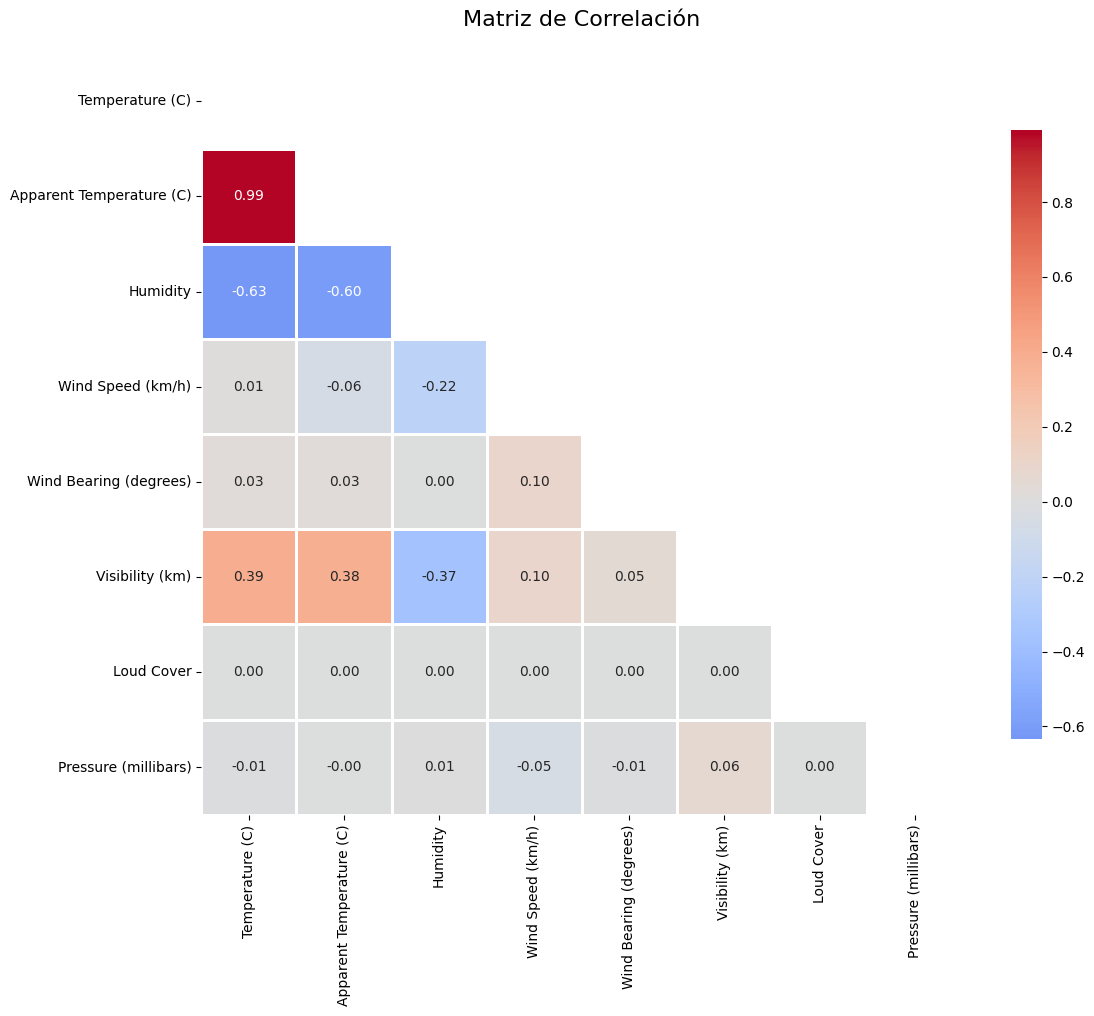 Matriz de Correlación
Temperature (C)
Apparent Temperature (C)
0.99
Humidity
-0.63 -0.60
Wind Speed (km/h)
0.01 -0.06 -0.22
Wind Bearing (degrees)
0.03 0.03 0.00 0.10
Visibility (km)
0.39 0.38 -0.37 0.10 0.05
Loud Cover
0.00 0.00 0.00 0.00 0.00 0.00
Pressure (millibars)
-0.01 -0.00 0.01 -0.05 -0.01 0.06 0.00
Temperature (C)
Apparent Temperature (C)
Humidity
Wind Speed (km/h)
Wind Bearing (degrees)
Visibility (km)
Loud Cover
Pressure (millibars)
0.8
0.6
0.4
0.2
0.0
−0.2
−0.4
−0.6